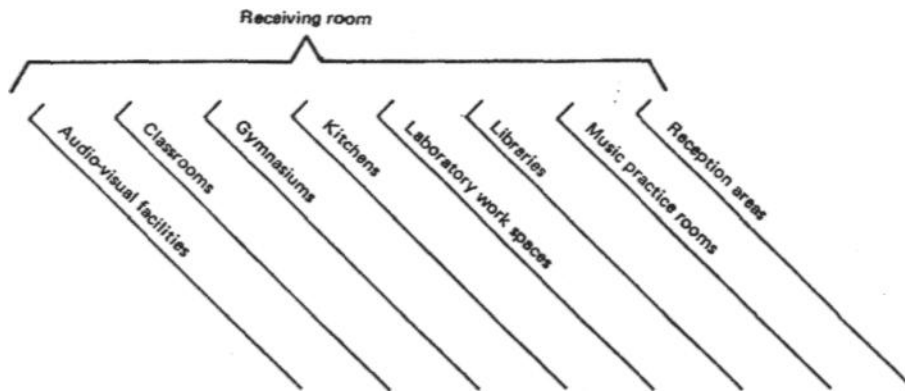 Receiving room
Audio-visual facilities
Classrooms
Gymnasiums
Kitchens
Laboratory work spaces
Libraries
Music practice rooms
Reception areas